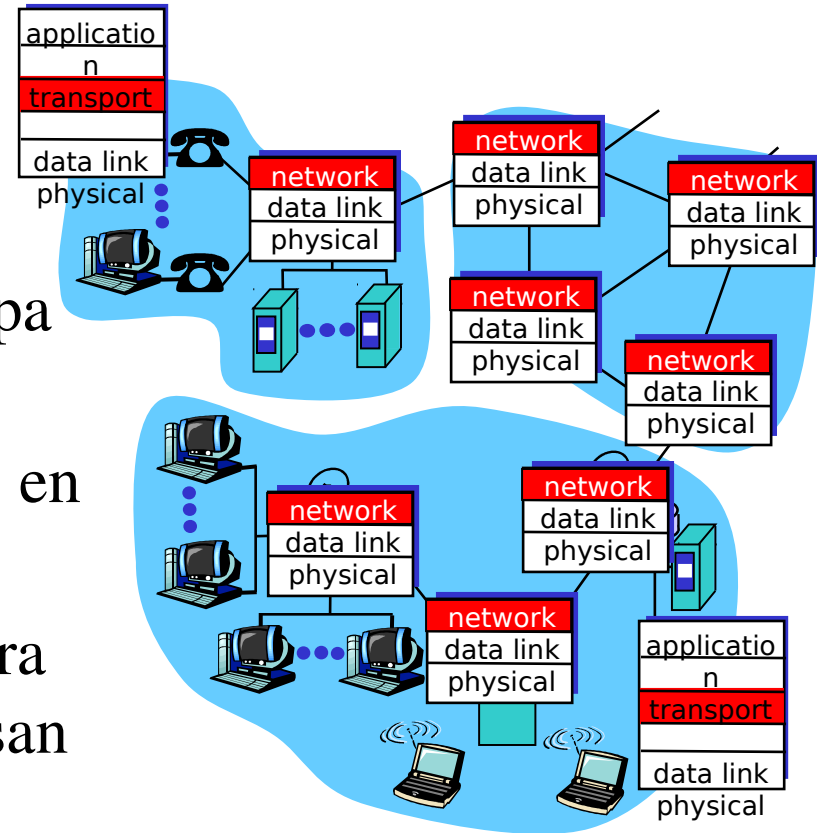 applicatio
n
transport
data link
physical
network
data link
physical
network
data link
physical
network
data link
physical
network
data link
physical
network
data link
physical
pa
en
ra
san
network
data link
physical
network
data link
physical
network
data link
physical
applicatio
n
transport
data link
physical